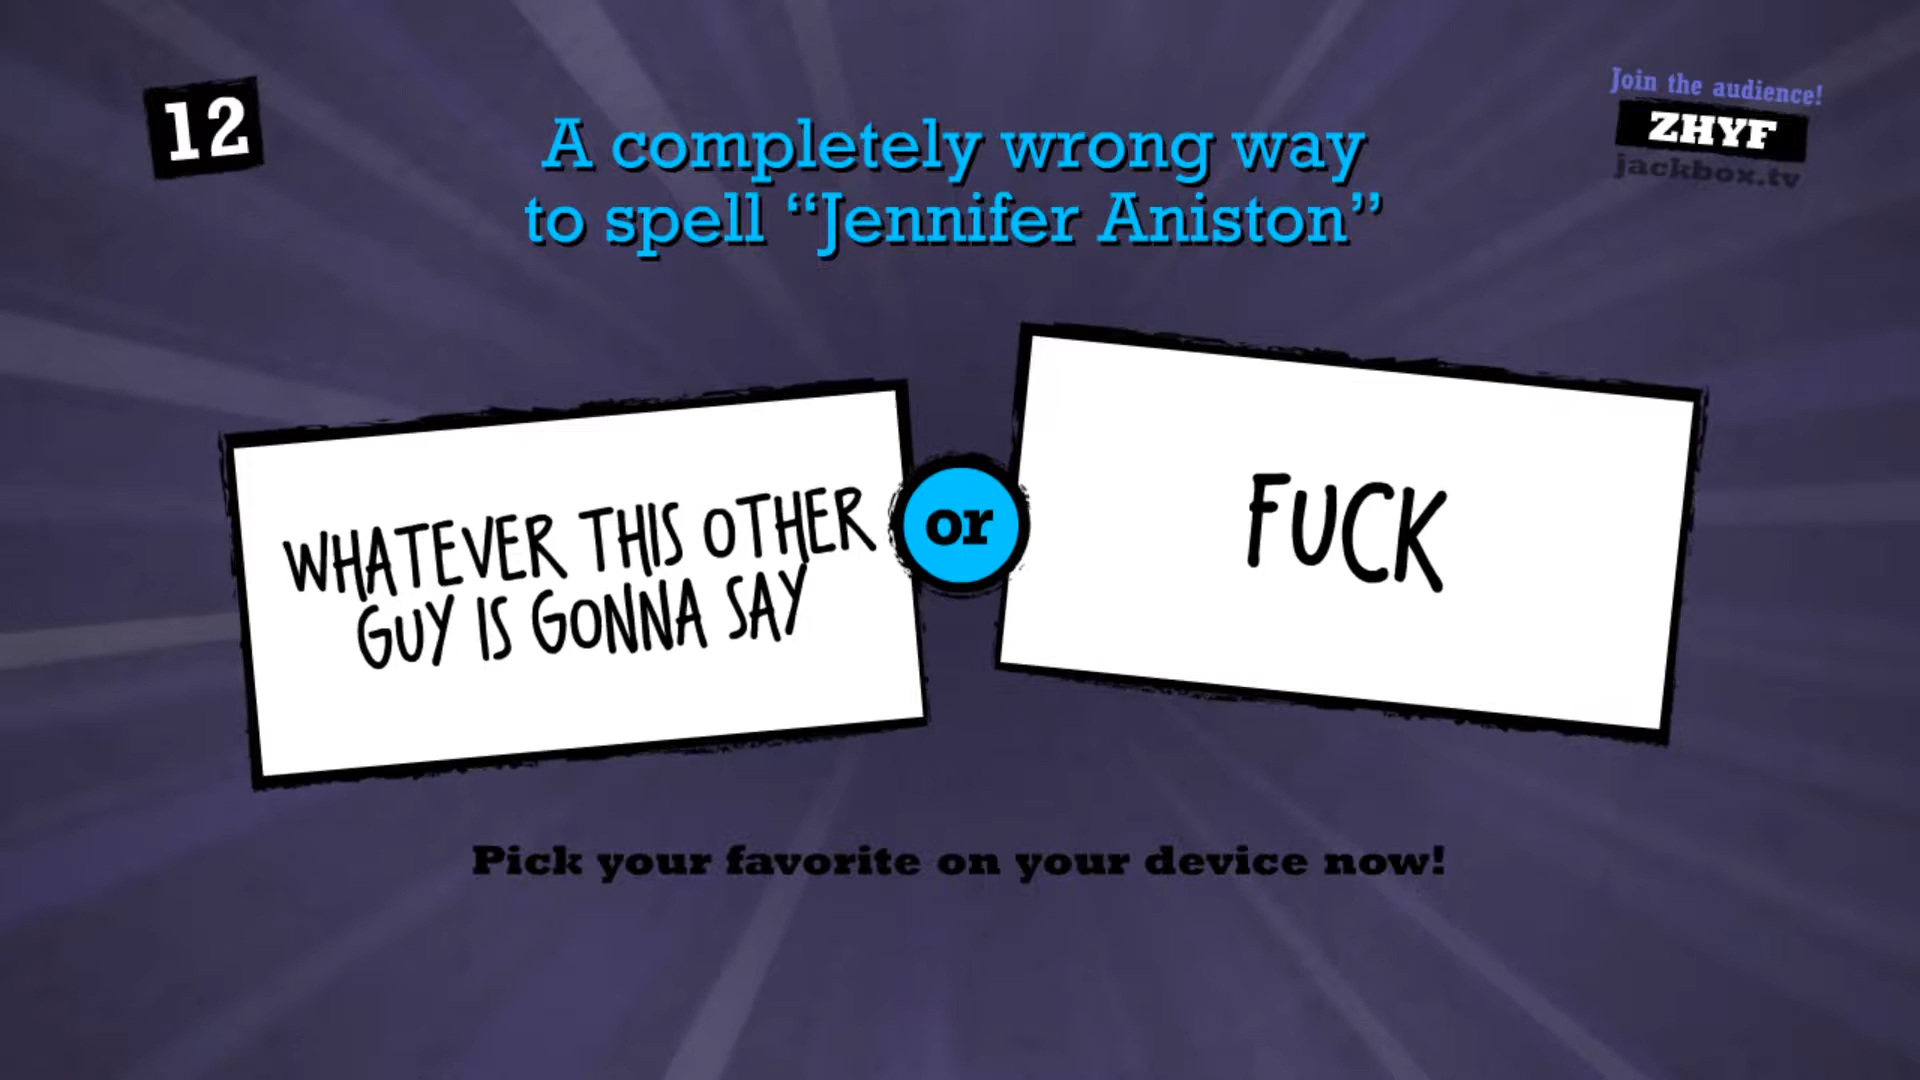 12
A completely wrong way
to spell “Jennifer Aniston”
Join the audience!
ZHYF
jackbox.tv
WHATEVER THIS OTHER
GUY IS GONNA SAY
or
FUCK
Pick your favorite on your device now!